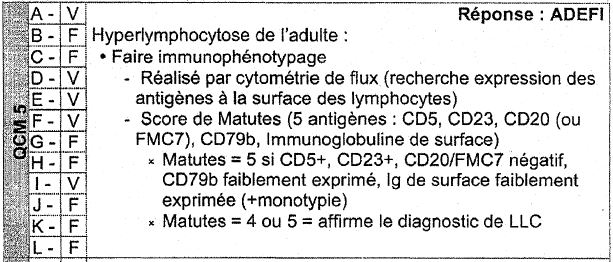 QCM 5
A - V
B - F
C - F
D - V
E - V
F - V
G - F
H - F
I - V
J - F
K - F
L - F
Réponse : ADEFI
Hyperlymphocytose de l'adulte :
• Faire immunophénotypage
- Réalisé par cytométrie de flux (recherche expression des
antigènes à la surface des lymphocytes)
- Score de Matutes (5 antigènes : CD5, CD23, CD20 (ou
FMC7), CD79b, Immunoglobuline de surface)
× Matutes = 5 si CD5+, CD23+, CD20/FMC7 négatif,
CD79b faiblement exprimé, Ig de surface faiblement
exprimée (+monotypie)
× Matutes = 4 ou 5 = affirme le diagnostic de LLC